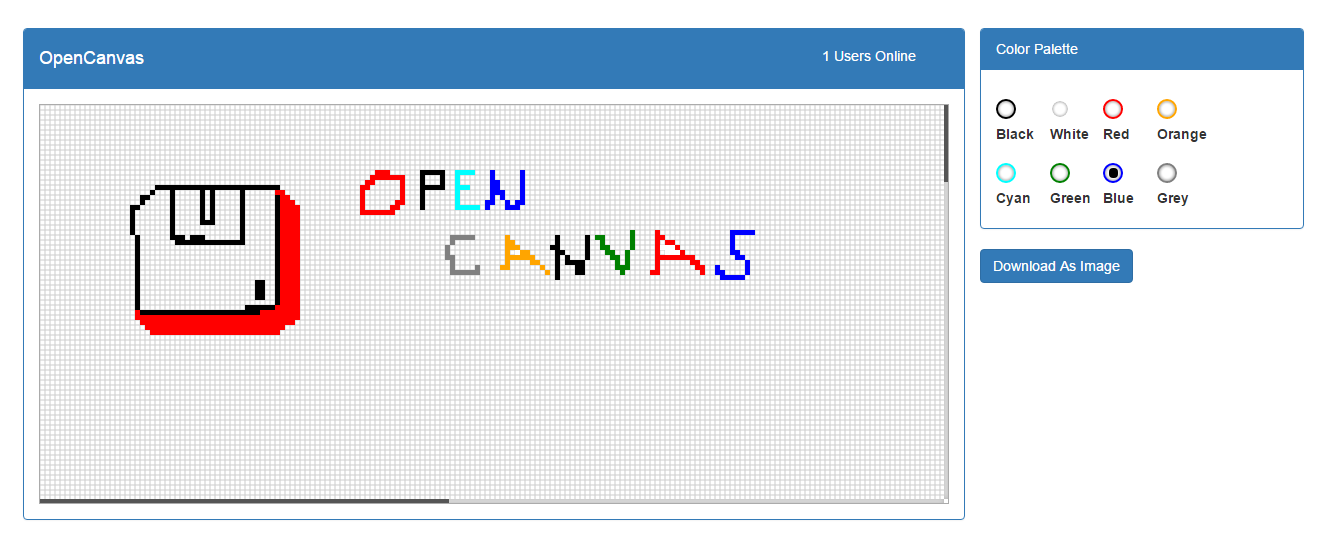 OpenCanvas
1 Users Online
OPEN
CANVAS
Color Palette
Black White Red Orange
Cyan Green Blue Grey
Download As Image